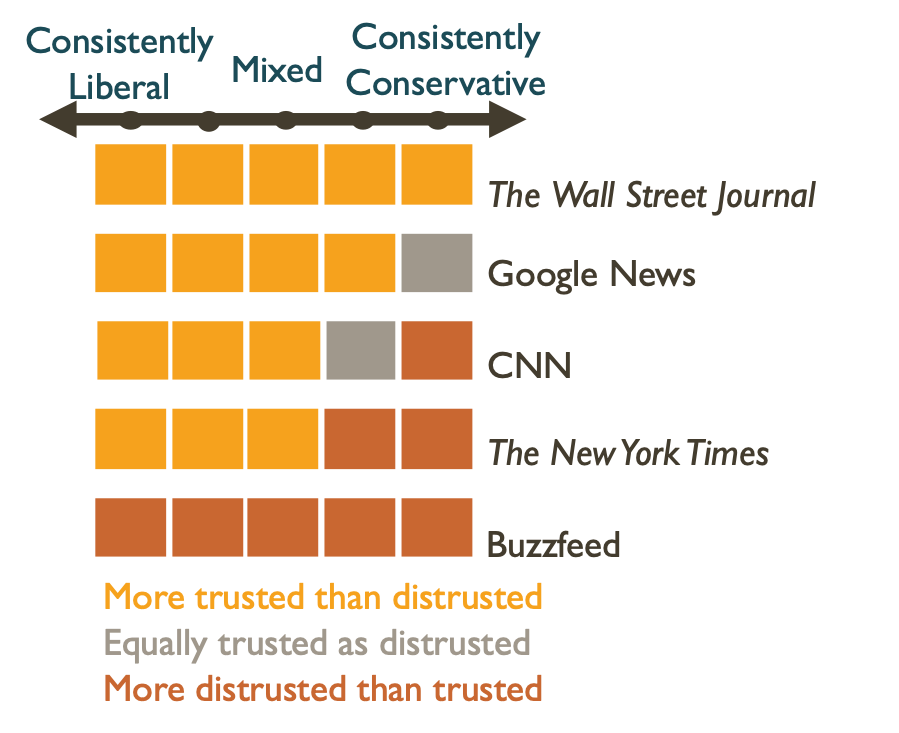 Consistently
Liberal
Mixed
Consistently
Conservative
The Wall Street Journal
Google News
CNN
The New York Times
Buzzfeed
More trusted than distrusted
Equally trusted as distrusted
More distrusted than trusted